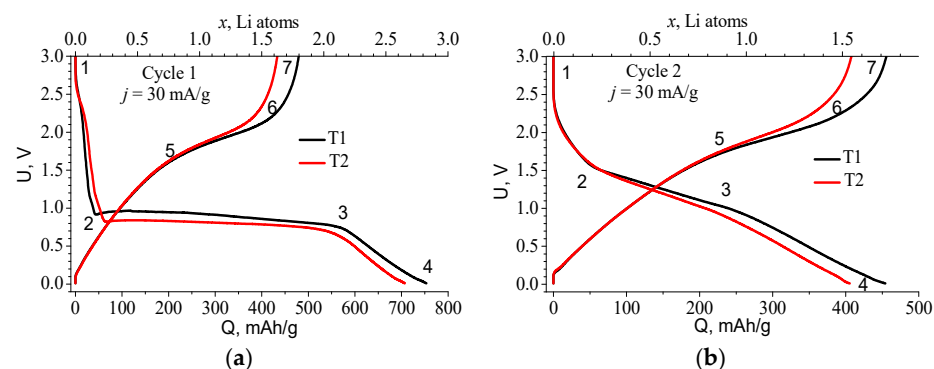 x, Li atoms
0.0 0.5 1.0 1.5 2.0 2.5 3.0
3.0
2.5
2.0
1.5
1.0
0.5
0.0
U, V
1
Cycle 1
j = 30 mA/g
7
6
T1
T2
5
2
3
4
0 100 200 300 400 500 600 700 800
Q, mAh/g
(a)
x, Li atoms
0.0 0.5 1.0 1.5
3.0
2.5
2.0
1.5
1.0
0.5
0.0
U, V
1
Cycle 2
j = 30 mA/g
7
6
T1
T2
5
2
3
4
0 100 200 300 400 500
Q, mAh/g
(b)